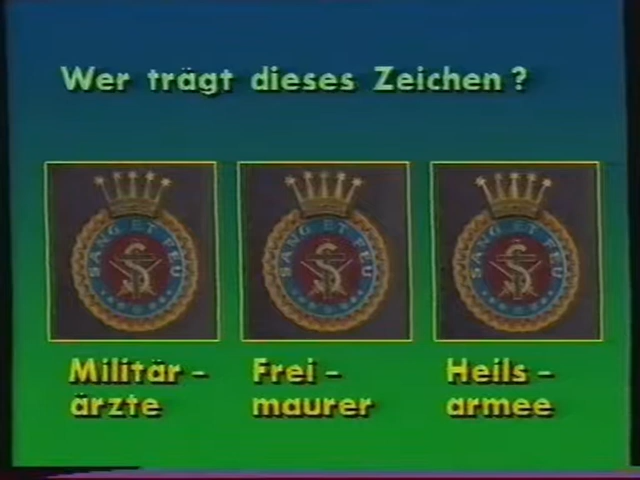 Wer trägt dieses Zeichen?
SANG ET FEU
SANG ET FEU
SANG ET FEU
Militär-
ärzte
Frei-
maurer
Heils-
armee